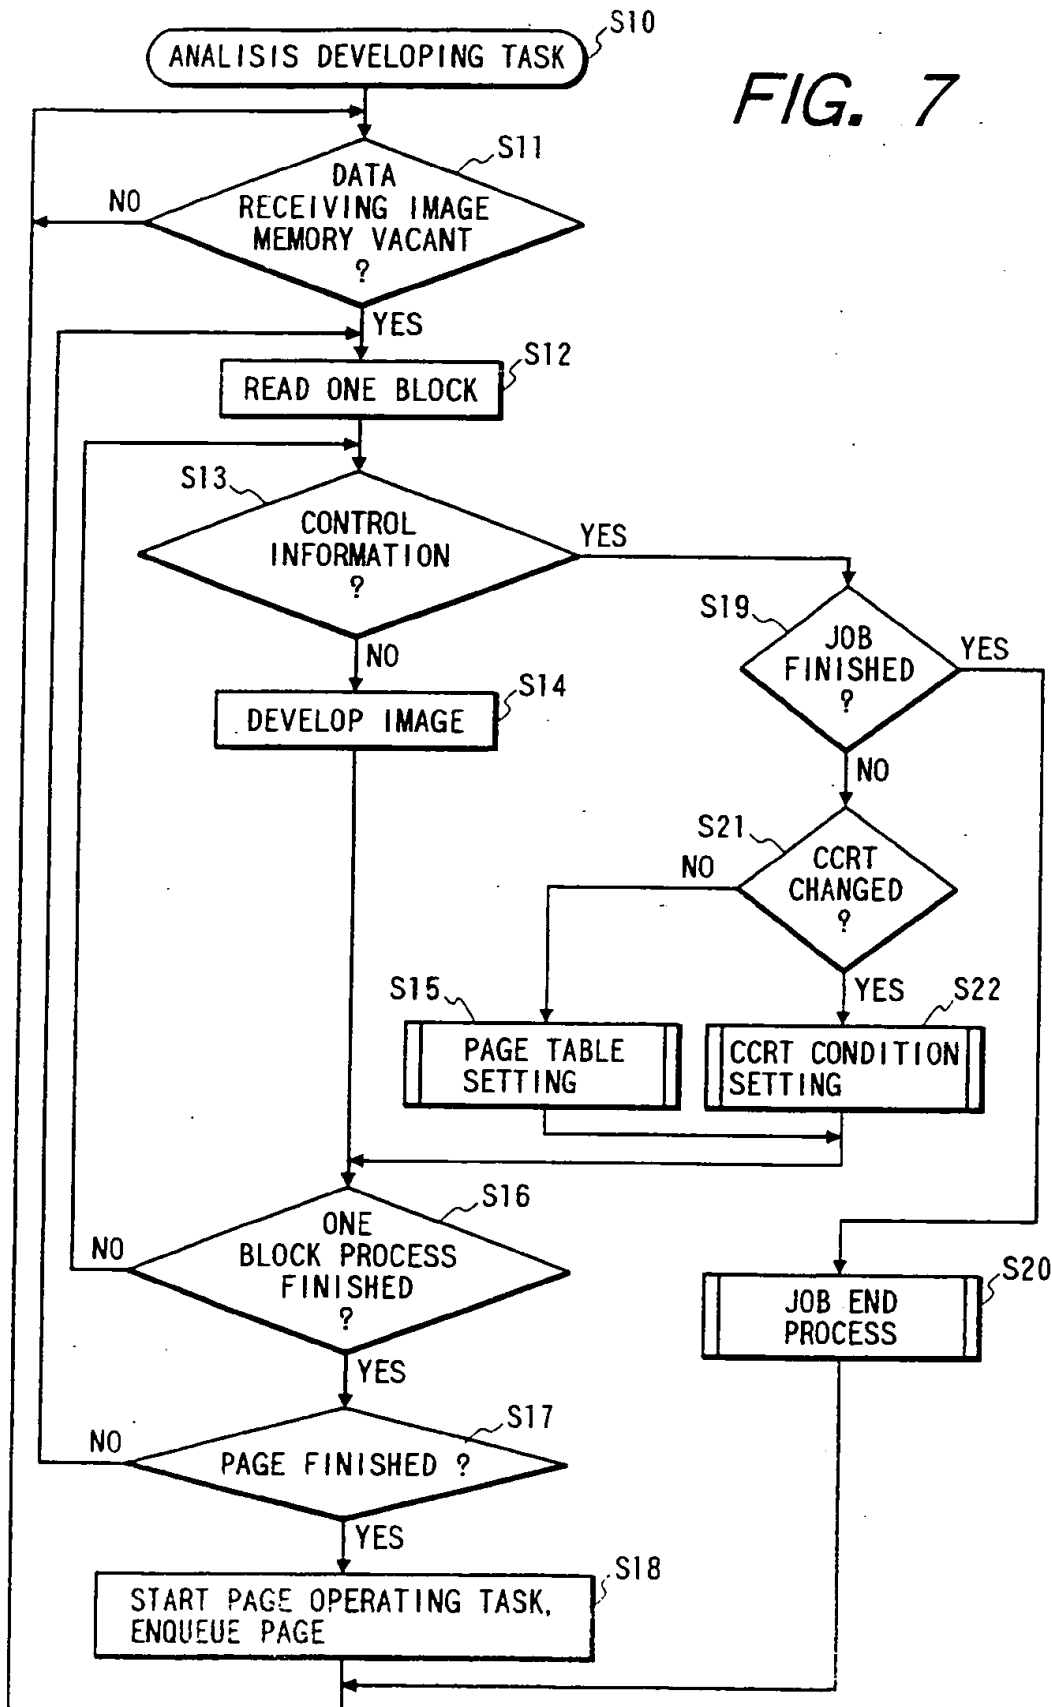 S10
ANALISIS DEVELOPING TASK
FIG. 7
S11
DATA
RECEIVING IMAGE
MEMORY VACANT
?
NO
YES
S12
READ ONE BLOCK
S13
CONTROL
INFORMATION
?
YES
NO
S19
JOB
FINISHED
?
YES
NO
S14
DEVELOP IMAGE
S21
CCRT
CHANGED
?
NO
YES
S15
PAGE TABLE
SETTING
S22
CCRT CONDITION
SETTING
S16
ONE
BLOCK PROCESS
FINISHED
?
NO
YES
S20
JOB END
PROCESS
S17
PAGE FINISHED ?
NO
YES
S18
START PAGE OPERATING TASK,
ENQUEUE PAGE